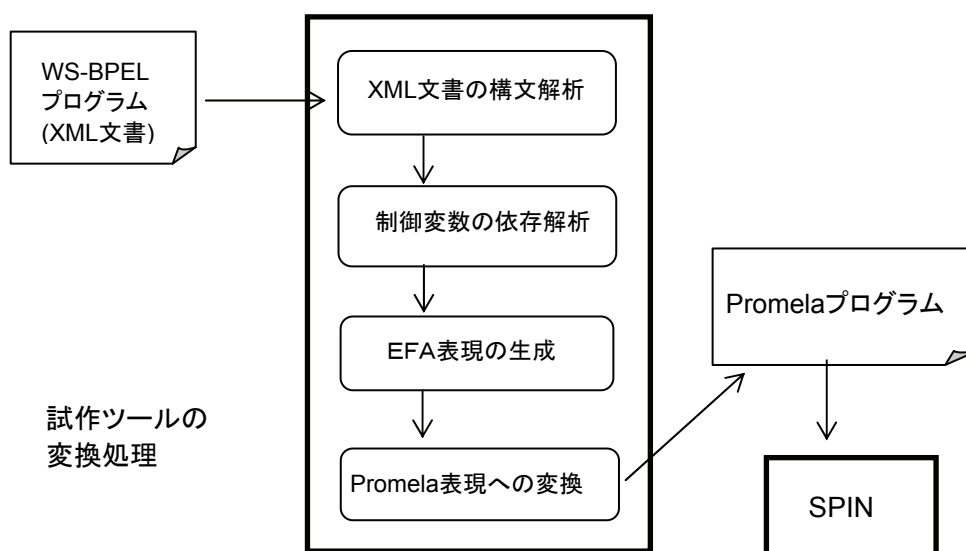 WS-BPEL
プログラム
(XML文書)
XML文書の構文解析
制御変数の依存解析
EFA表現の生成
Promela表現への変換
Promelaプログラム
SPIN
試作ツールの
変換処理